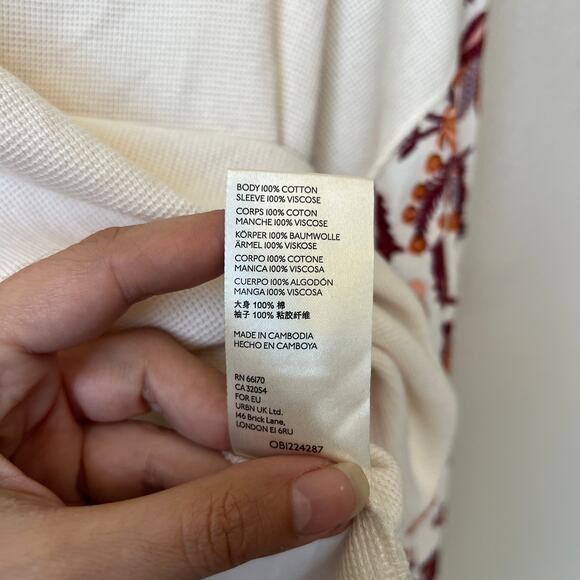 BODY 100% COTTON
SLEEVE 100% VISCOSE
CORPS 100% COTON
MANCHE 100% VISCOSE
KÖRPER 100% BAUMWOLLE
ÄRMEL 100% VISKOSE
CORPO 100% COTONE
MANICA 100% VISCOSA
CUERPO 100% ALGODÓN
MANGA 100% VISCOSA
大身 100% 棉
袖子 100% 粘胶纤维
MADE IN CAMBODIA
HECHO EN CAMBOYA
RN 66170
CA 32054
FOR EU
URBN UK Ltd.
146 Brick Lane,
LONDON E1 6RU
OB1224287